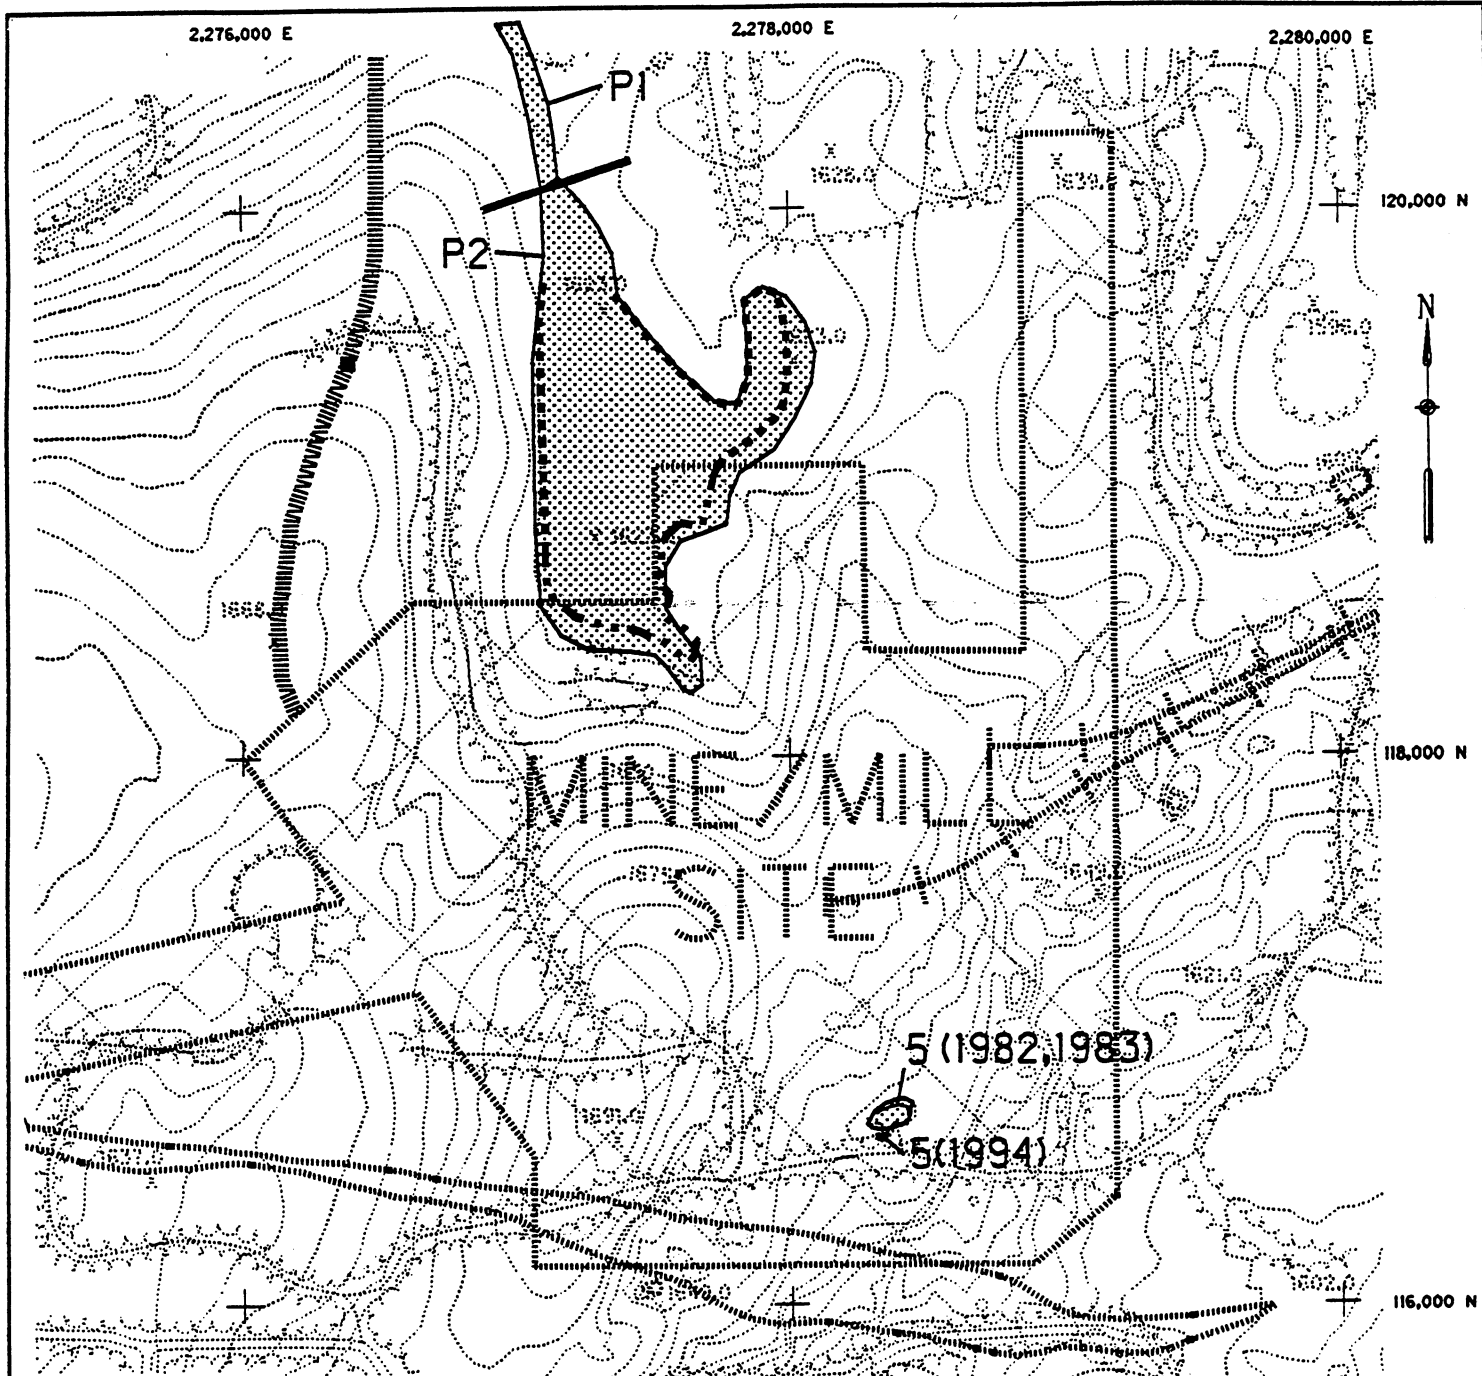 2,276,000 E
2,278,000 E
2,280,000 E
P1
120,000 N
P2
N
118,000 N
MINE / MILL
SITE
5 (1982,1983)
5(1994)
116,000 N